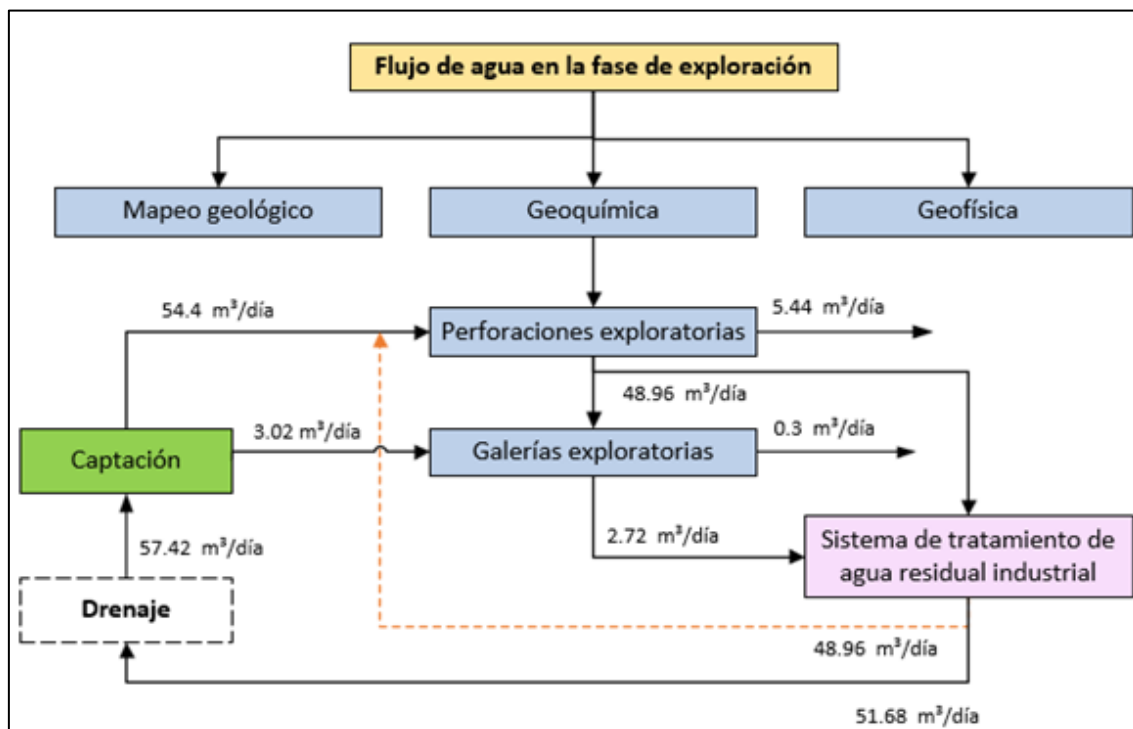 Flujo de agua en la fase de exploración
Mapeo geológico
Geoquímica
Geofísica
54.4 m³/día
5.44 m³/día
Perforaciones exploratorias
48.96 m³/día
3.02 m³/día
0.3 m³/día
Captación
Galerías exploratorias
2.72 m³/día
Sistema de tratamiento de
agua residual industrial
57.42 m³/día
Drenaje
48.96 m³/día
51.68 m³/día